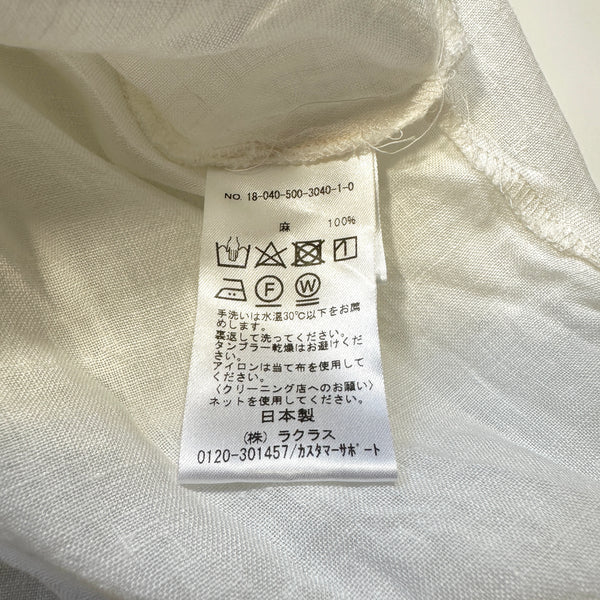 NO. 18-040-500-3040-1-0
麻 100%
F W
手洗いは水温30℃以下をお薦
めします。
裏返して洗ってください。
タンブラー乾燥はお避けくださ
い。
アイロンは当て布を使用して
ください。
〈クリーニング店へのお願い〉
ネットを使用してください。
日本製
(株) ラクラス
0120-301457/カスタマーサポート